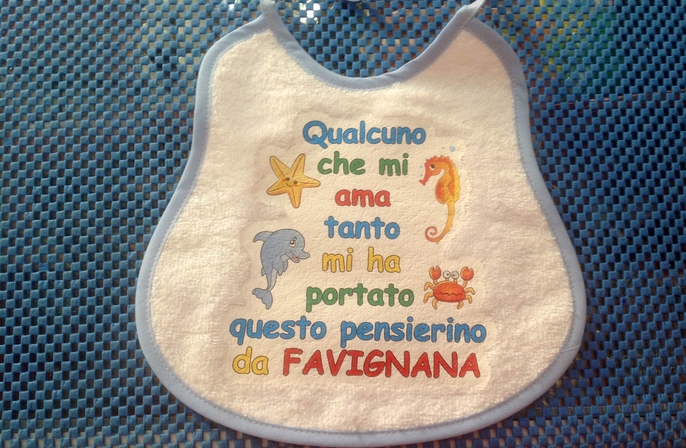 Qualcuno
che mi
ama
tanto
mi ha
portato
questo pensierino
da FAVIGNANA